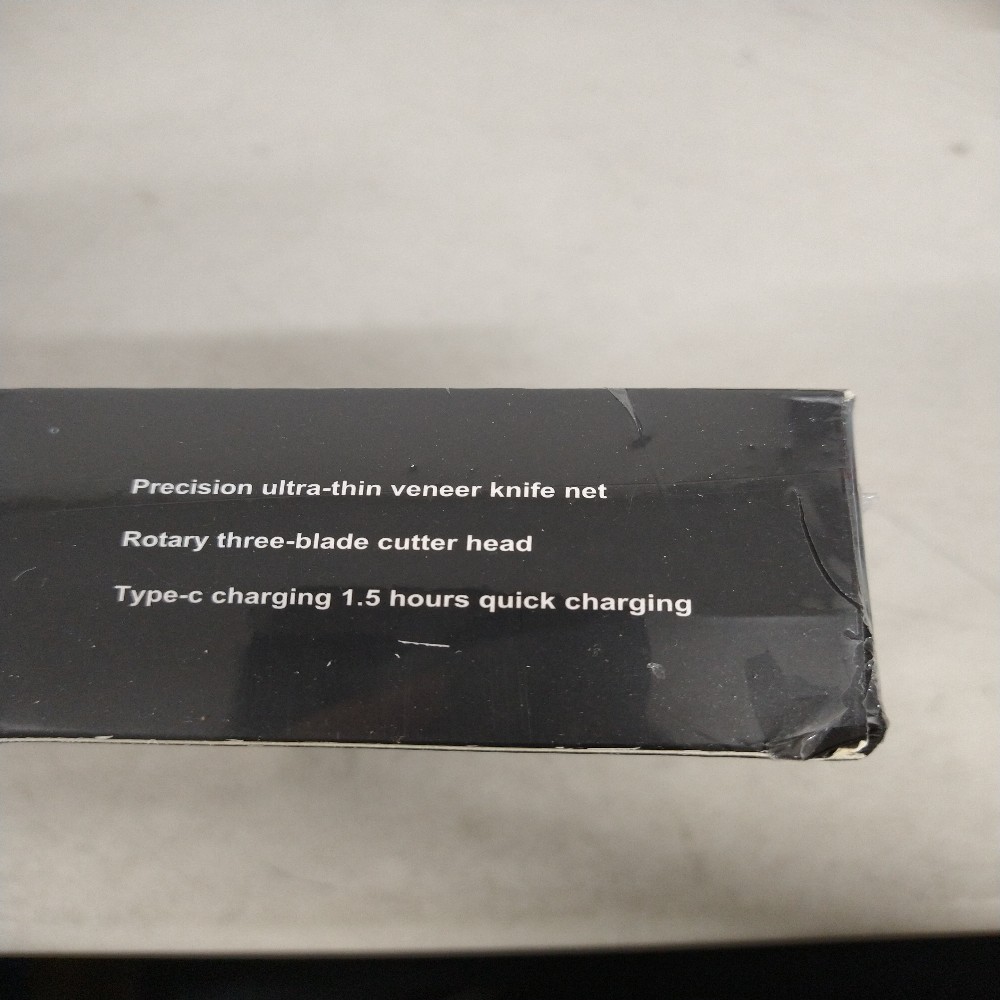 Precision ultra-thin veneer knife net
Rotary three-blade cutter head
Type-c charging 1.5 hours quick charging